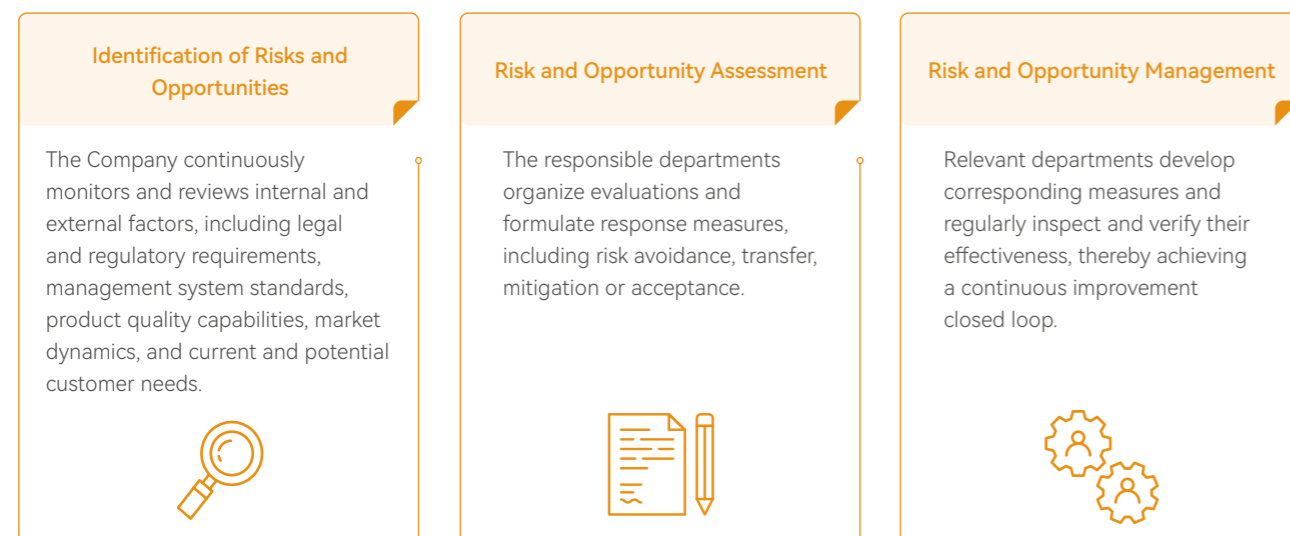 Identification of Risks and
Opportunities
The Company continuously
monitors and reviews internal and
external factors, including legal
and regulatory requirements,
management system standards,
product quality capabilities, market
dynamics, and current and potential
customer needs.
Risk and Opportunity Assessment
The responsible departments
organize evaluations and
formulate response measures,
including risk avoidance, transfer,
mitigation or acceptance.
Risk and Opportunity Management
Relevant departments develop
corresponding measures and
regularly inspect and verify their
effectiveness, thereby achieving
a continuous improvement
closed loop.